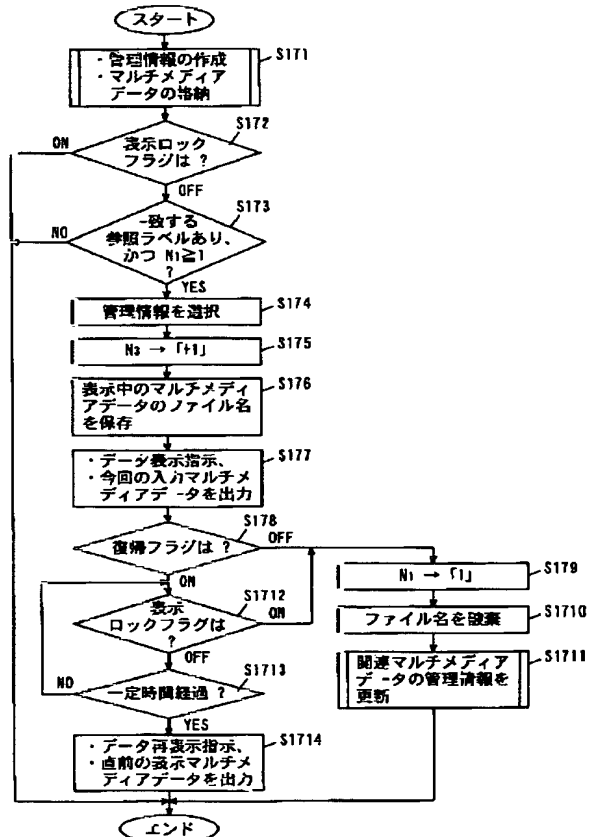 スタート
・管理情報の作成
・マルチメディア
データの格納
S171
表示ロック
フラグは ?
S172
ON
OFF
一致する
参照ラベルあり、
かつ N1≧1
?
S173
NO
YES
管理情報を選択
S174
N3 → 「+1」
S175
表示中のマルチメディ
アデータのファイル名
を保存
S176
・データ表示指示、
・今回の入力マルチメ
ディアデータを出力
S177
復帰フラグは ?
S178
OFF
ON
N1 → 「1」
S179
ファイル名を破棄
S1710
関連マルチメディア
データの管理情報を
更新
S1711
表示
ロックフラグは
?
S1712
ON
OFF
一定時間経過 ?
S1713
NO
YES
・データ再表示指示、
・直前の表示マルチメ
ディアデータを出力
S1714
エンド